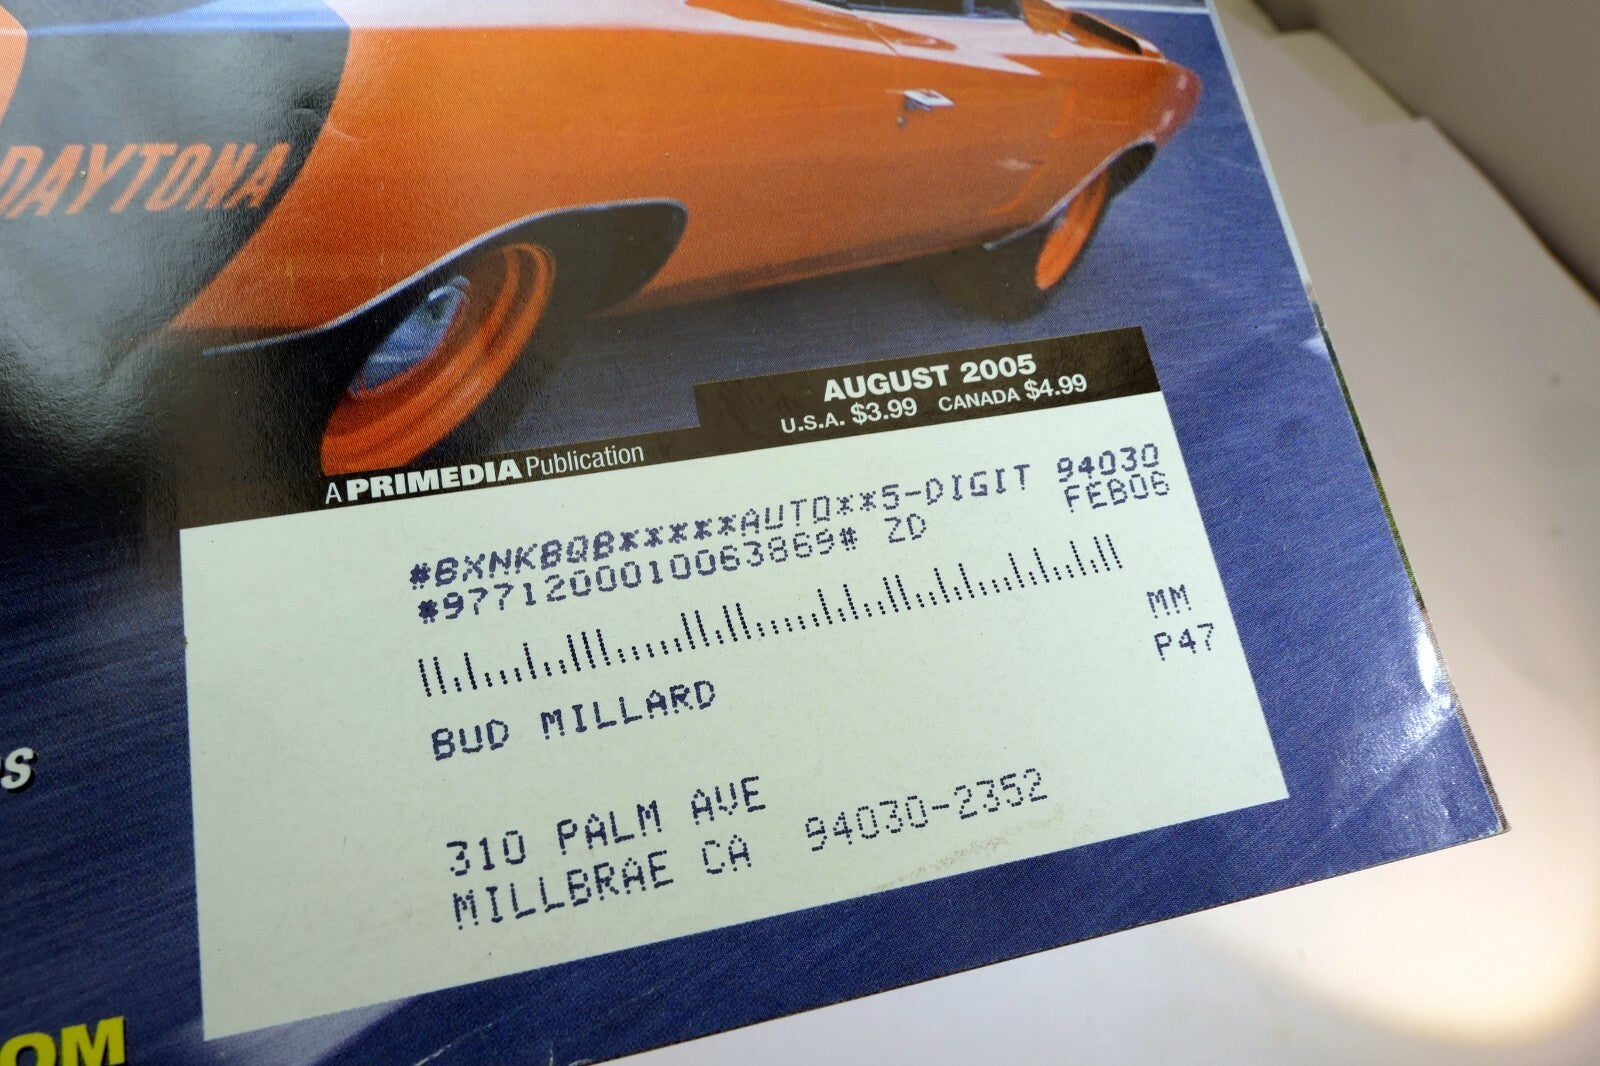 DAYTONA
AUGUST 2005
U.S.A. $3.99 CANADA $4.99
A PRIMEDIA Publication
#BXNKBQB*****AUTO**5-DIGIT 94030
#9771200010063869# ZD FEB06
MM
P47
BUD MILLARD
310 PALM AVE
MILLBRAE CA 94030-2352
S
OM